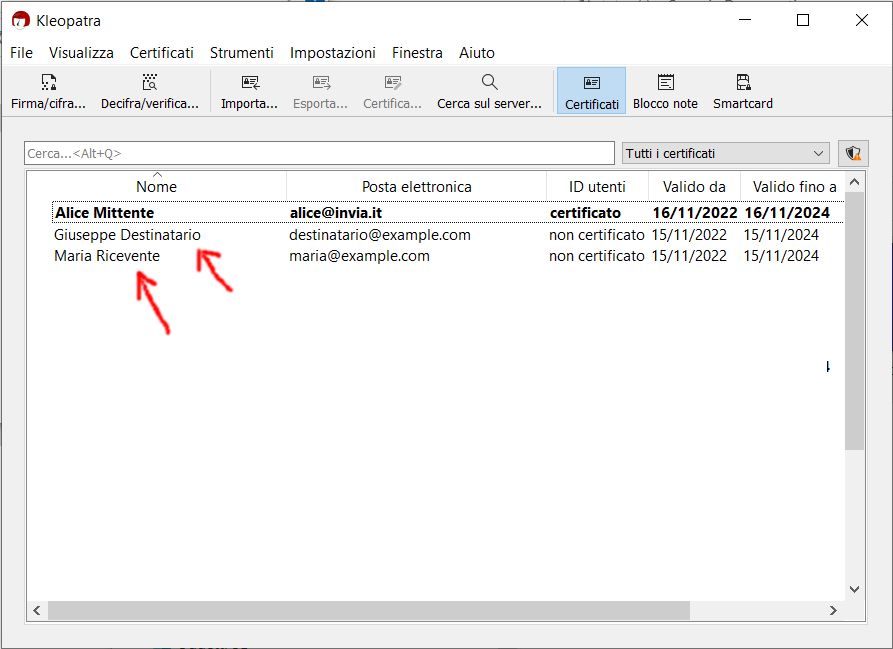 Kleopatra
File Visualizza Certificati Strumenti Impostazioni Finestra Aiuto
Firma/cifra... Decifra/verifica... Importa... Esporta... Certifica... Cerca sul server... Certificati Blocco note Smartcard
Cerca...<Alt+Q> Tutti i certificati
Nome Posta elettronica ID utenti Valido da Valido fino a
Alice Mittente alice@invia.it certificato 16/11/2022 16/11/2024
Giuseppe Destinatario destinatario@example.com non certificato 15/11/2022 15/11/2024
Maria Ricevente maria@example.com non certificato 15/11/2022 15/11/2024